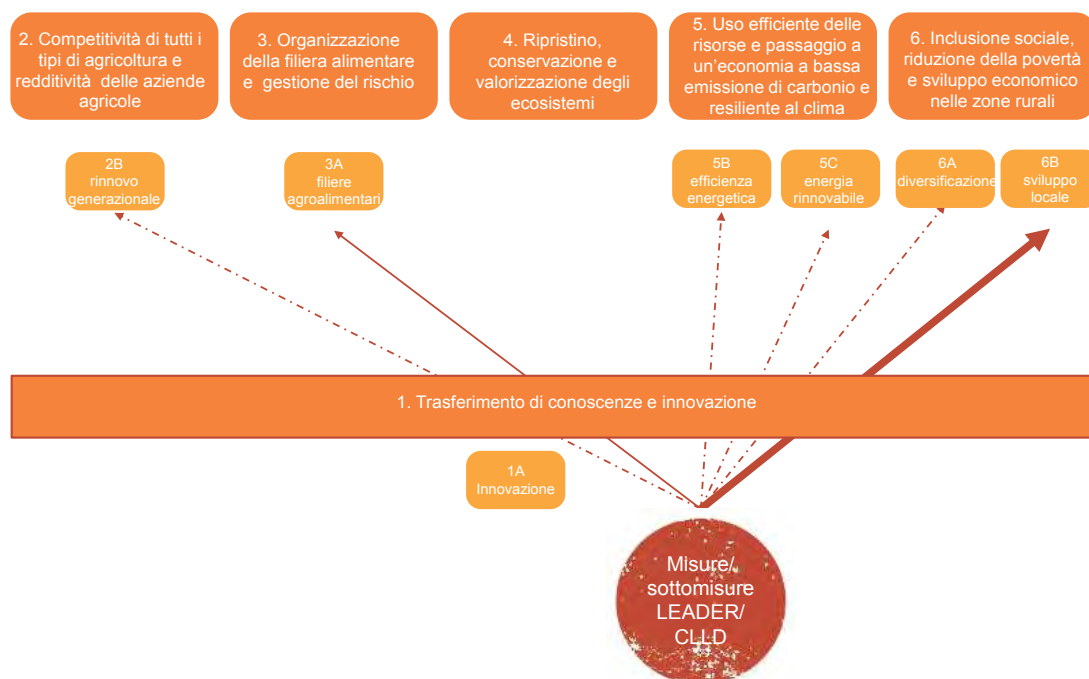 2. Competitività di tutti i
tipi di agricoltura e
redditività delle aziende
agricole
3. Organizzazione
della filiera alimentare
e gestione del rischio
4. Ripristino,
conservazione e
valorizzazione degli
ecosistemi
5. Uso efficiente delle
risorse e passaggio a
un'economia a bassa
emissione di carbonio e
resiliente al clima
6. Inclusione sociale,
riduzione della povertà
e sviluppo economico
nelle zone rurali
2B
rinnovo
generazionale
3A
filiere
agroalimentari
5B
efficienza
energetica
5C
energia
rinnovabile
6A
diversificazione
6B
sviluppo
locale
1. Trasferimento di conoscenze e innovazione
1A
Innovazione
Misure/
sottomisure
LEADER/
CLLD